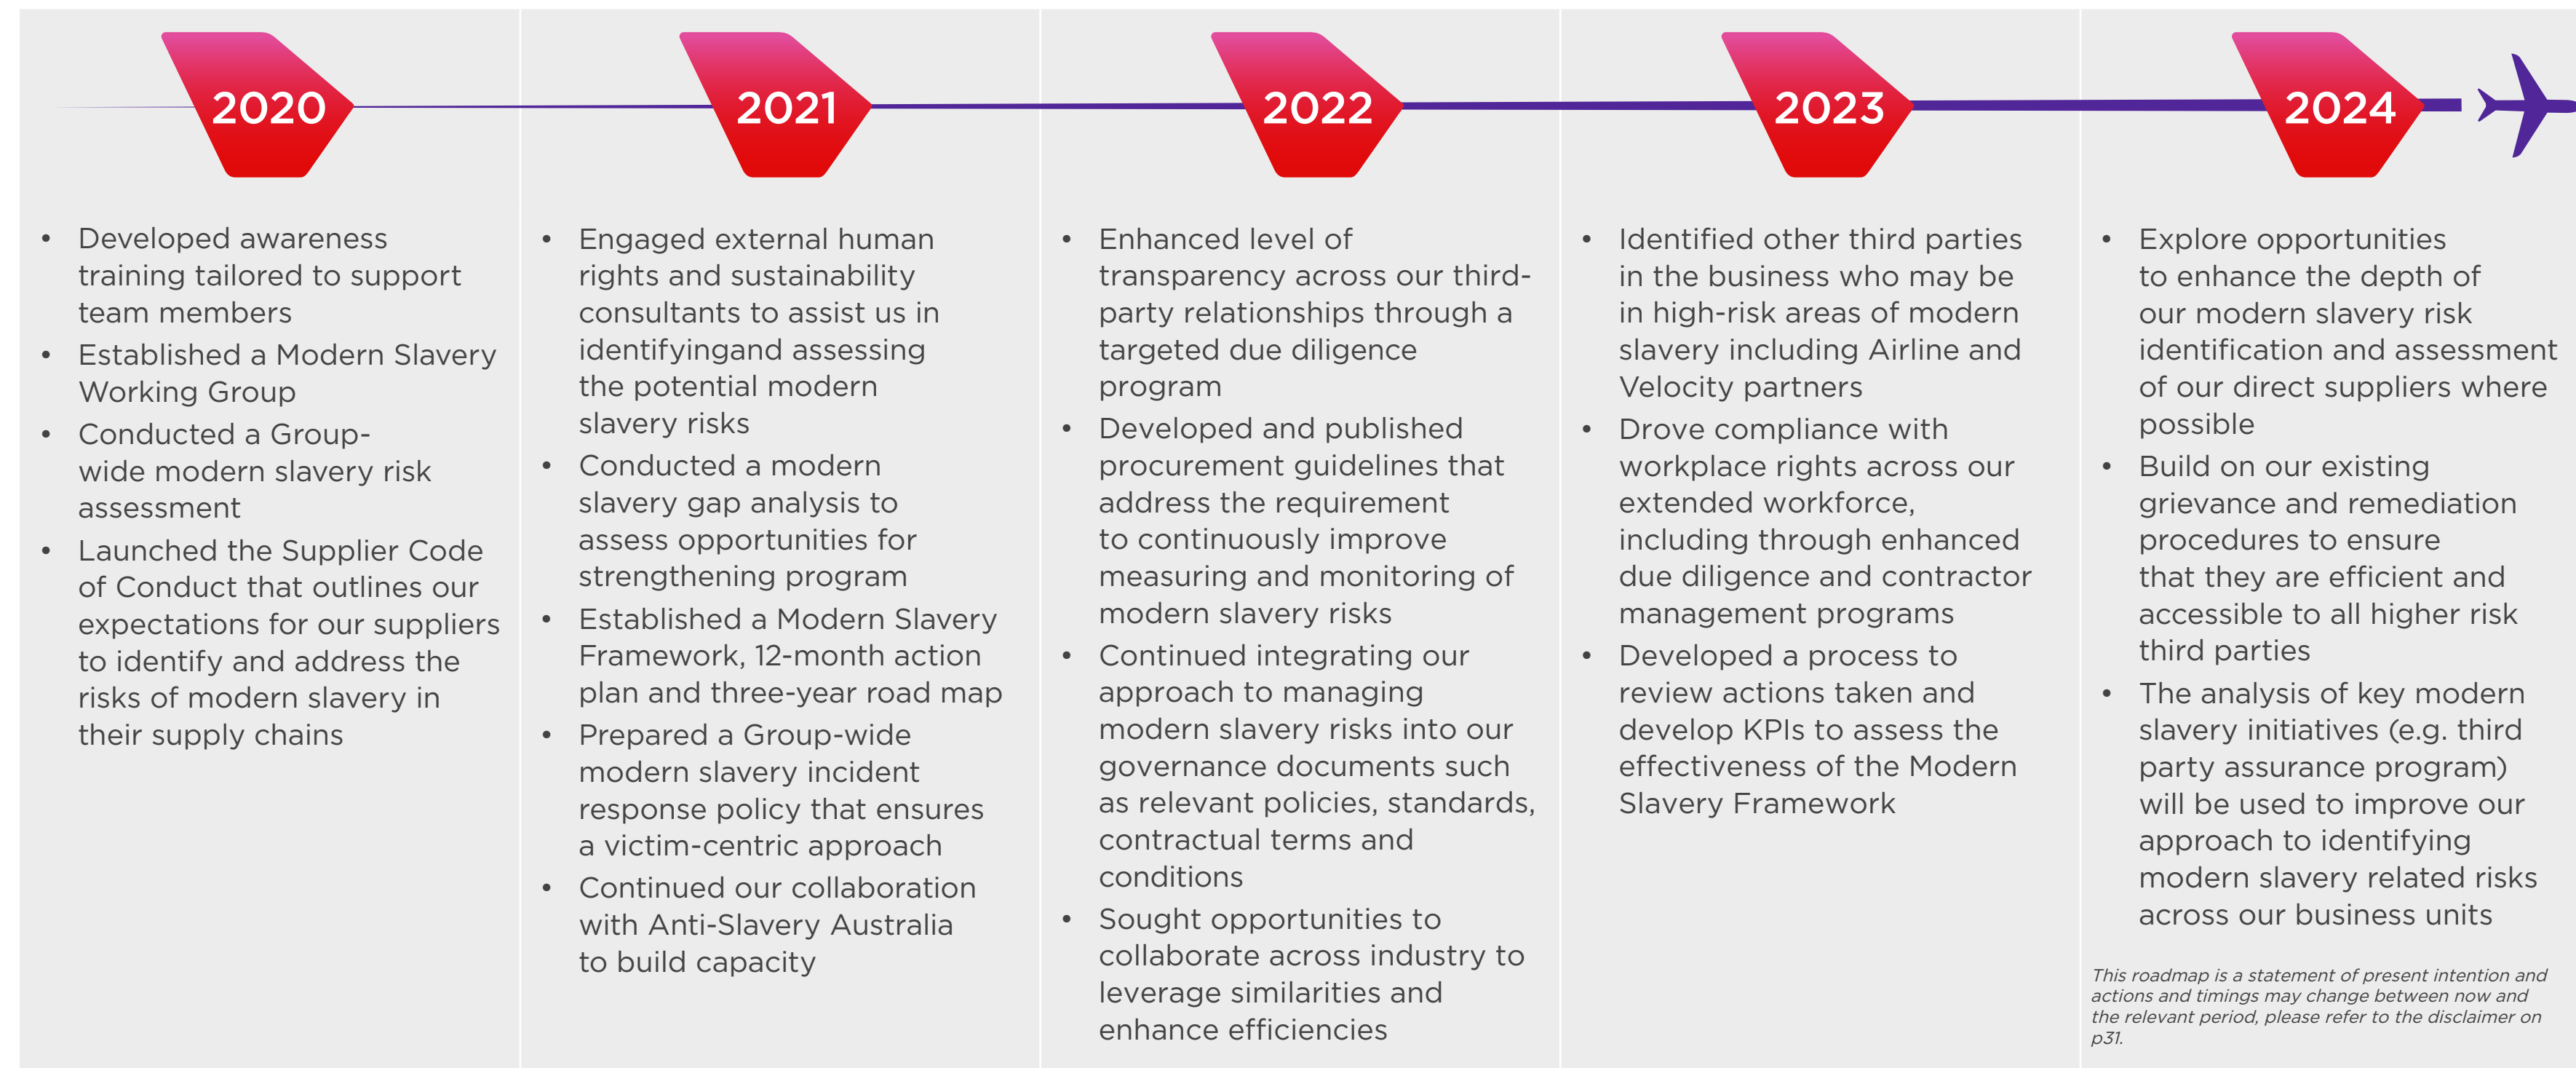 2020
2021
2022
2023
2024
• Developed awareness
training tailored to support
team members
• Established a Modern Slavery
Working Group
• Conducted a Group-
wide modern slavery risk
assessment
• Launched the Supplier Code
of Conduct that outlines our
expectations for our suppliers
to identify and address the
risks of modern slavery in
their supply chains
• Engaged external human
rights and sustainability
consultants to assist us in
identifyingand assessing
the potential modern
slavery risks
• Conducted a modern
slavery gap analysis to
assess opportunities for
strengthening program
• Established a Modern Slavery
Framework, 12-month action
plan and three-year road map
• Prepared a Group-wide
modern slavery incident
response policy that ensures
a victim-centric approach
• Continued our collaboration
with Anti-Slavery Australia
to build capacity
• Enhanced level of
transparency across our third-
party relationships through a
targeted due diligence
program
• Developed and published
procurement guidelines that
address the requirement
to continuously improve
measuring and monitoring of
modern slavery risks
• Continued integrating our
approach to managing
modern slavery risks into our
governance documents such
as relevant policies, standards,
contractual terms and
conditions
• Sought opportunities to
collaborate across industry to
leverage similarities and
enhance efficiencies
• Identified other third parties
in the business who may be
in high-risk areas of modern
slavery including Airline and
Velocity partners
• Drove compliance with
workplace rights across our
extended workforce,
including through enhanced
due diligence and contractor
management programs
• Developed a process to
review actions taken and
develop KPIs to assess the
effectiveness of the Modern
Slavery Framework
• Explore opportunities
to enhance the depth of
our modern slavery risk
identification and assessment
of our direct suppliers where
possible
• Build on our existing
grievance and remediation
procedures to ensure
that they are efficient and
accessible to all higher risk
third parties
• The analysis of key modern
slavery initiatives (e.g. third
party assurance program)
will be used to improve our
approach to identifying
modern slavery related risks
across our business units
This roadmap is a statement of present intention and
actions and timings may change between now and
the relevant period, please refer to the disclaimer on
p31.